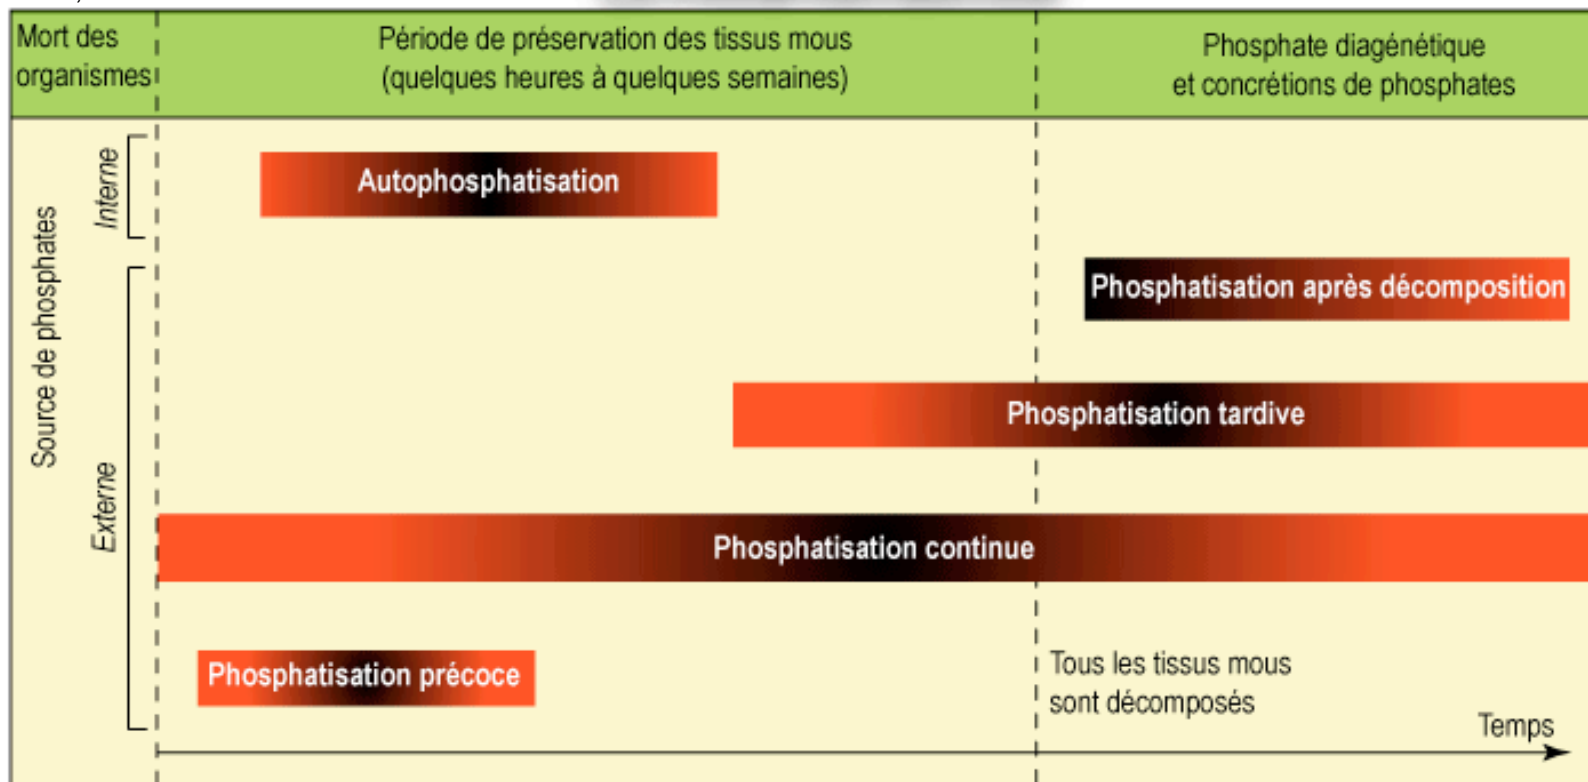 Mort des
organismes
Période de préservation des tissus mous
(quelques heures à quelques semaines)
Phosphate diagénétique
et concrétions de phosphates
Source de phosphates
Interne
Externe
Autophosphatisation
Phosphatisation après décomposition
Phosphatisation tardive
Phosphatisation continue
Phosphatisation précoce
Tous les tissus mous
sont décomposés
Temps